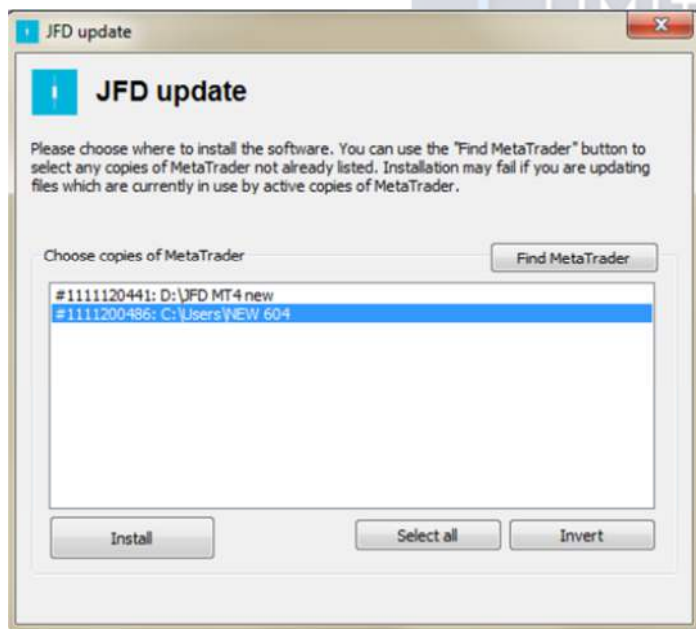 JFD update
JFD update
Please choose where to install the software. You can use the "Find MetaTrader" button to
select any copies of MetaTrader not already listed. Installation may fail if you are updating
files which are currently in use by active copies of MetaTrader.
Choose copies of MetaTrader
Find MetaTrader
#1111120441: D:\JFD MT4 new
#1111200486: C:\Users\NEW 604
Install
Select all
Invert